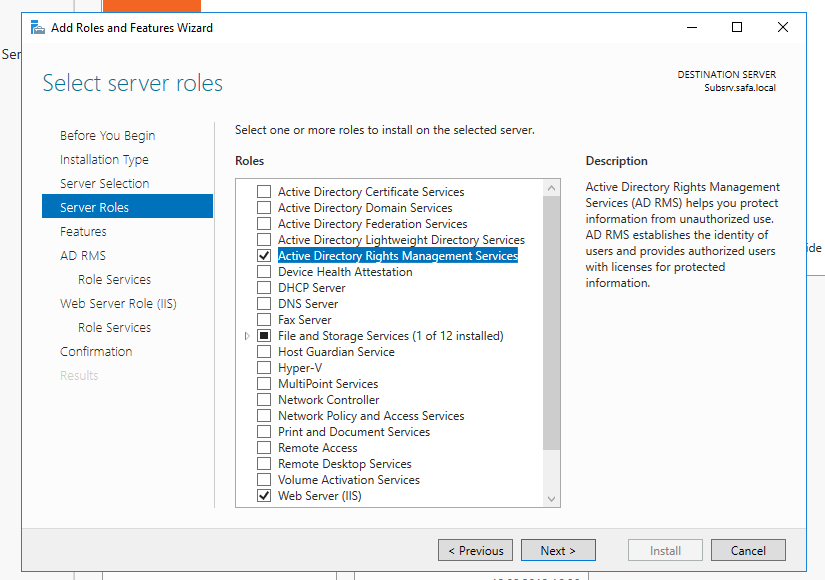 Add Roles and Features Wizard
Ser
Select server roles
DESTINATION SERVER
Subsrv.safa.local
Before You Begin
Installation Type
Server Selection
Server Roles
Features
AD RMS
Role Services
Web Server Role (IIS)
Role Services
Confirmation
Results
Select one or more roles to install on the selected server.
Roles
Active Directory Certificate Services
Active Directory Domain Services
Active Directory Federation Services
Active Directory Lightweight Directory Services
Active Directory Rights Management Services
Device Health Attestation
DHCP Server
DNS Server
Fax Server
File and Storage Services (1 of 12 installed)
Host Guardian Service
Hyper-V
MultiPoint Services
Network Controller
Network Policy and Access Services
Print and Document Services
Remote Access
Remote Desktop Services
Volume Activation Services
Web Server (IIS)
Description
Active Directory Rights Management
Services (AD RMS) helps you protect
information from unauthorized use.
AD RMS establishes the identity of
users and provides authorized users
with licenses for protected
information.
ide
< Previous
Next >
Install
Cancel